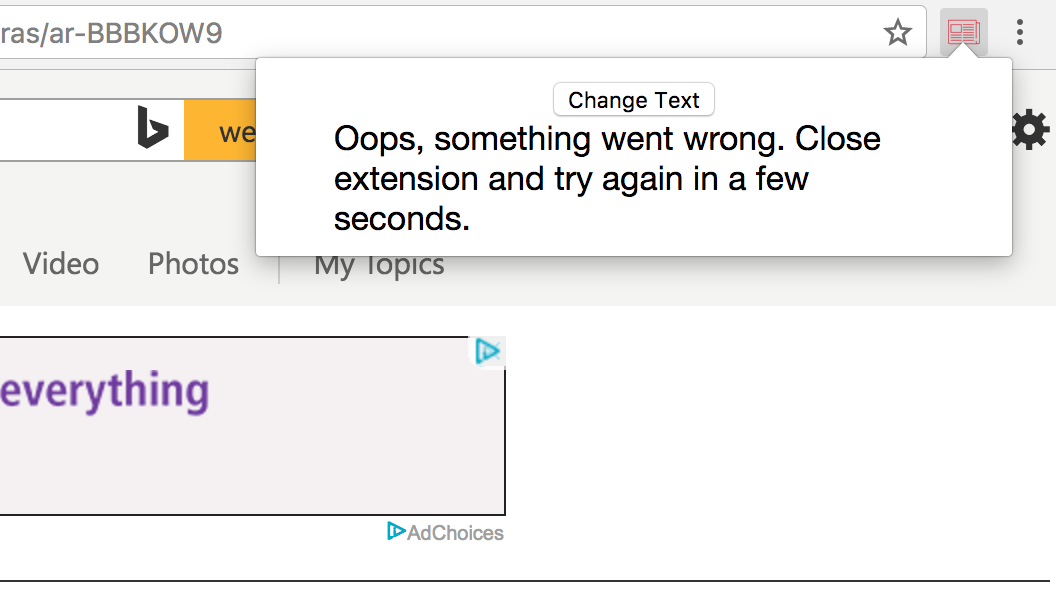 ras/ar-BBBKOW9
we
Change Text
Oops, something went wrong. Close
extension and try again in a few
seconds.
Video Photos My Topics
everything
AdChoices